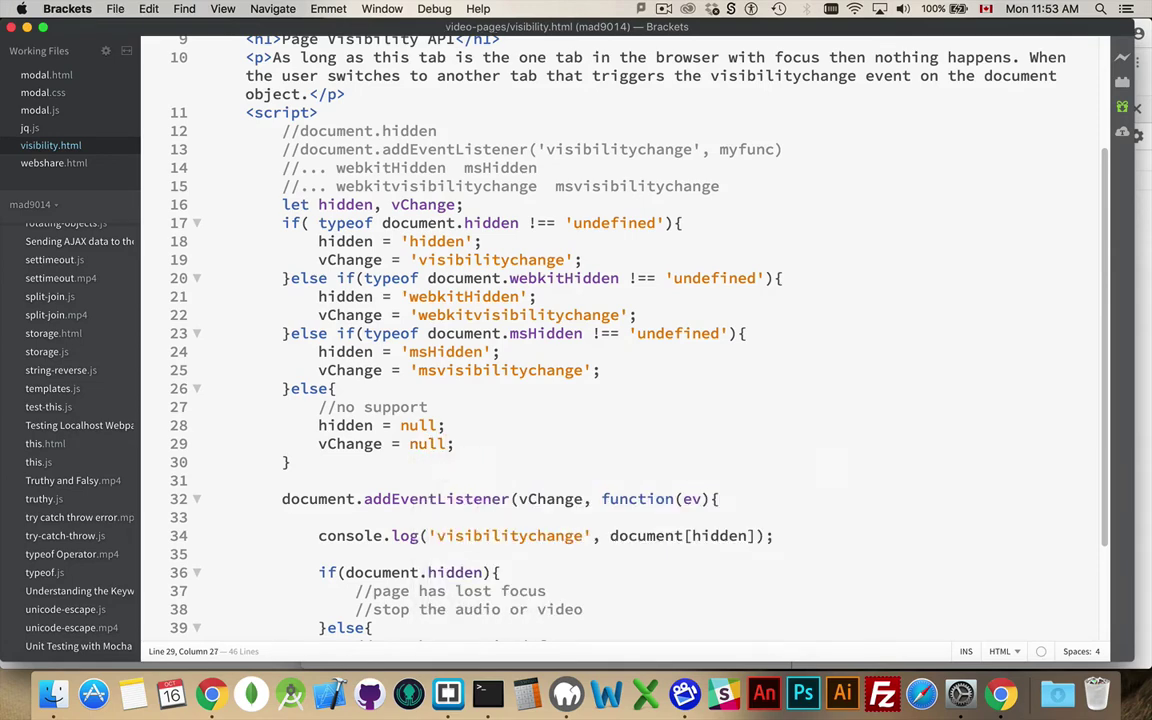 Brackets File Edit Find View Navigate Emmet Window Debug Help 100% Mon 11:53 AM
video-pages/visibility.html (mad9014) — Brackets
Working Files
modal.html
modal.css
modal.js
jq.js
visibility.html
webshare.html
mad9014
rotating-objects.js
Sending AJAX data to the
settimeout.js
settimeout.mp4
split-join.js
split-join.mp4
storage.html
storage.js
string-reverse.js
templates.js
test-this.js
Testing Localhost Webpa
this.html
this.js
Truthy and Falsy.mp4
truthy.js
try catch throw error.mp
try-catch-throw.js
typeof Operator.mp4
typeof.js
Understanding the Keyw
unicode-escape.js
unicode-escape.mp4
Unit Testing with Mocha
9 <h1>Page Visibility API</h1>
10 <p>As long as this tab is the one tab in the browser with focus then nothing happens. When
the user switches to another tab that triggers the visibilitychange event on the document
object.</p>
11 <script>
12 //document.hidden
13 //document.addEventListener('visibilitychange', myfunc)
14 //... webkitHidden msHidden
15 //... webkitvisibilitychange msvisibilitychange
16 let hidden, vChange;
17 if( typeof document.hidden !== 'undefined'){
18 hidden = 'hidden';
19 vChange = 'visibilitychange';
20 }else if(typeof document.webkitHidden !== 'undefined'){
21 hidden = 'webkitHidden';
22 vChange = 'webkitvisibilitychange';
23 }else if(typeof document.msHidden !== 'undefined'){
24 hidden = 'msHidden';
25 vChange = 'msvisibilitychange';
26 }else{
27 //no support
28 hidden = null;
29 vChange = null;
30 }
31
32 document.addEventListener(vChange, function(ev){
33
34 console.log('visibilitychange', document[hidden]);
35
36 if(document.hidden){
37 //page has lost focus
38 //stop the audio or video
39 }else{
Line 29, Column 27 — 46 Lines INS HTML Spaces: 4
OCT 16 W X S An Ps Ai Fz